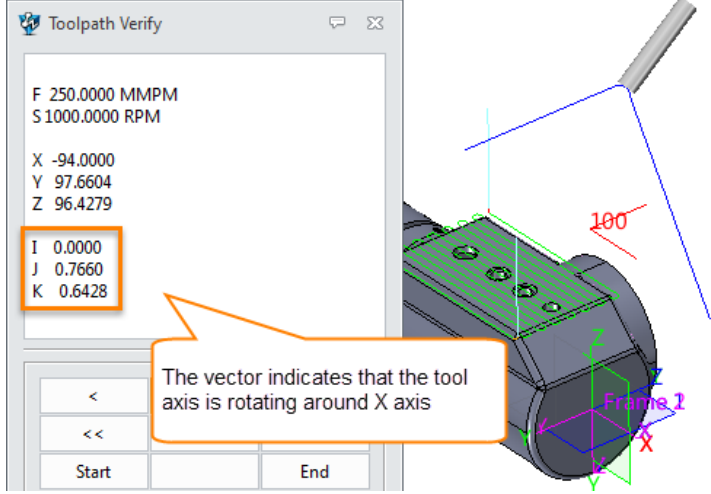 Toolpath Verify
F 250.0000 MMPM
S 1000.0000 RPM
X -94.0000
Y 97.6604
Z 96.4279
I 0.0000
J 0.7660
K 0.6428
The vector indicates that the tool
axis is rotating around X axis
<
<<
Start
End
100
Z
Z
Frame 2
X
X
Y
Y